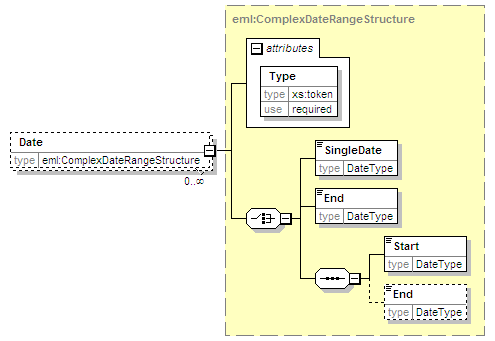 eml:ComplexDateRangeStructure
attributes
Type
type xs:token
use required
Date
type eml:ComplexDateRangeStructure
0..∞
SingleDate
type DateType
End
type DateType
Start
type DateType
End
type DateType